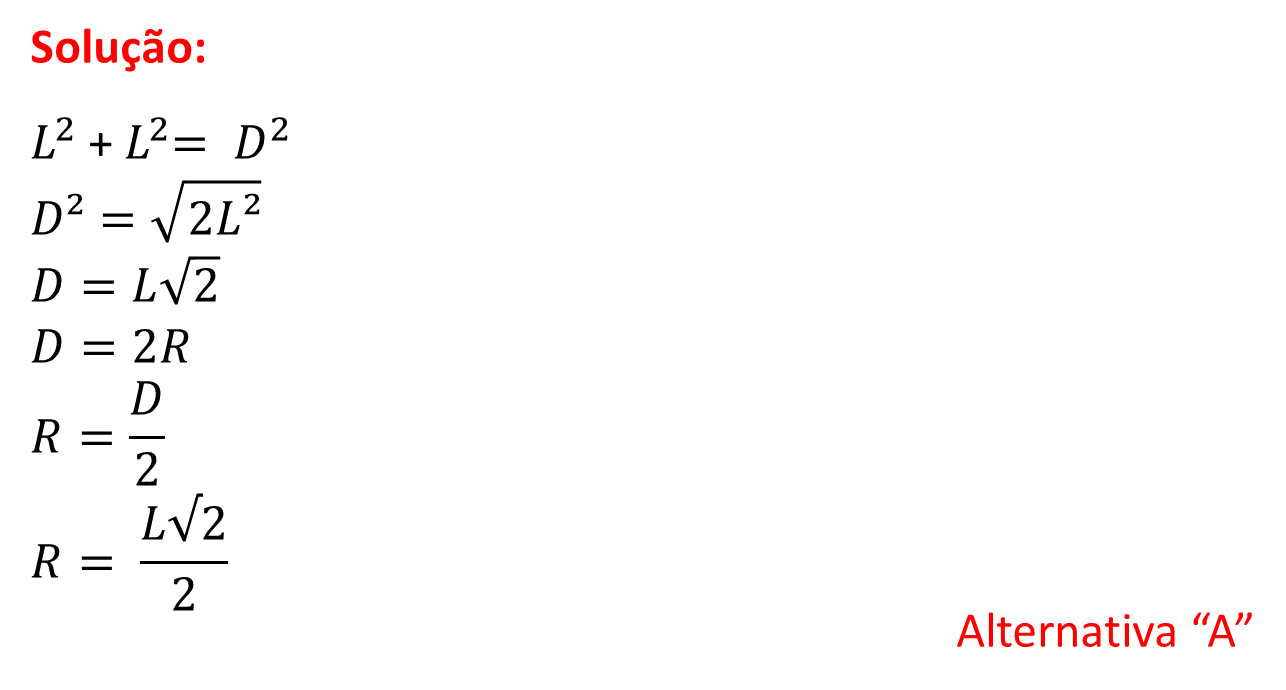 Solução:
L² + L² = D²
D² = √2L²
D = L√2
D = 2R
R = D/2
R = L√2/2
Alternativa “A”